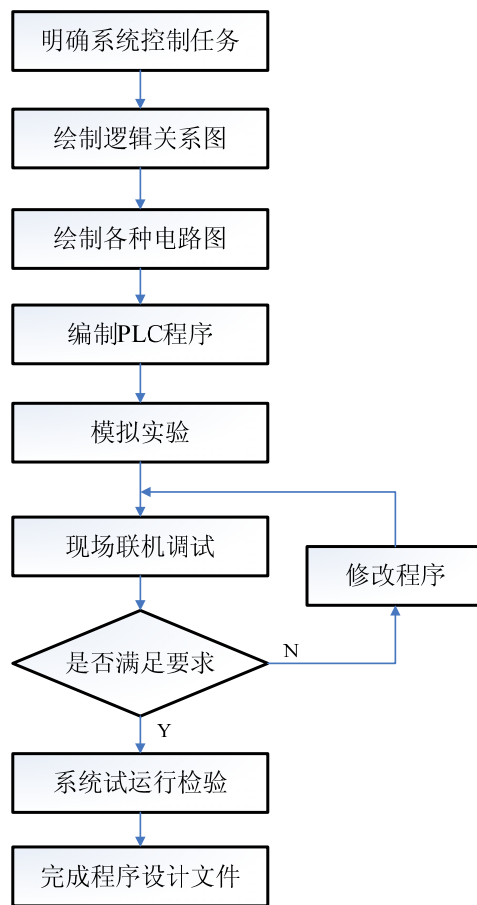 明确系统控制任务
绘制逻辑关系图
绘制各种电路图
编制PLC程序
模拟实验
现场联机调试
修改程序
是否满足要求
N
Y
系统试运行检验
完成程序设计文件